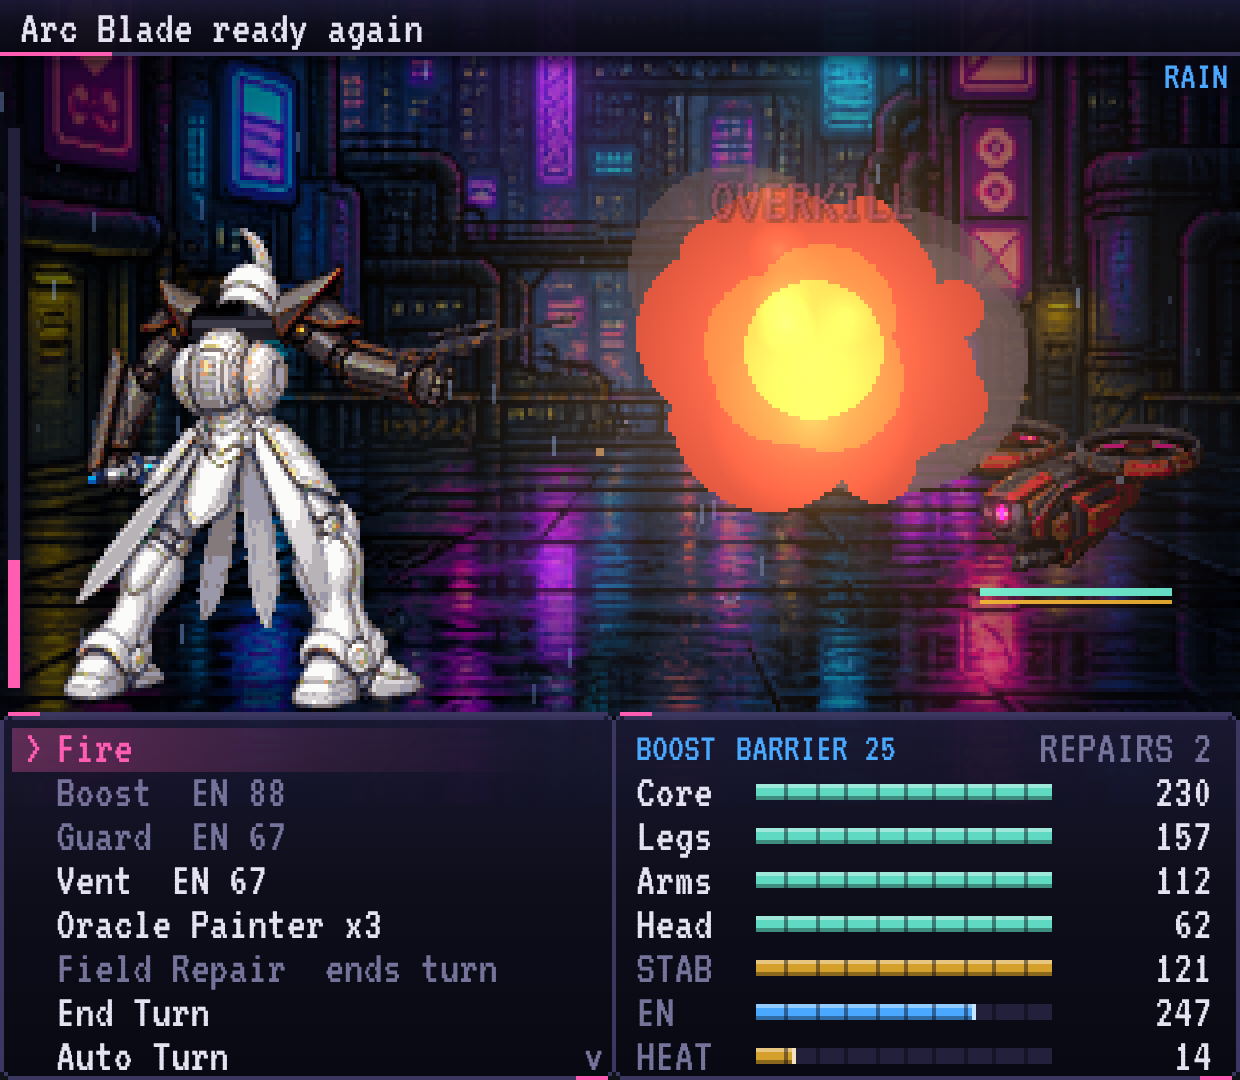 Arc Blade ready again
RAIN
OVERKILL
> Fire
Boost EN 88
Guard EN 67
Vent EN 67
Oracle Painter x3
Field Repair ends turn
End Turn
Auto Turn v
BOOST BARRIER 25 REPAIRS 2
Core 230
Legs 157
Arms 112
Head 62
STAB 121
EN 247
HEAT 14